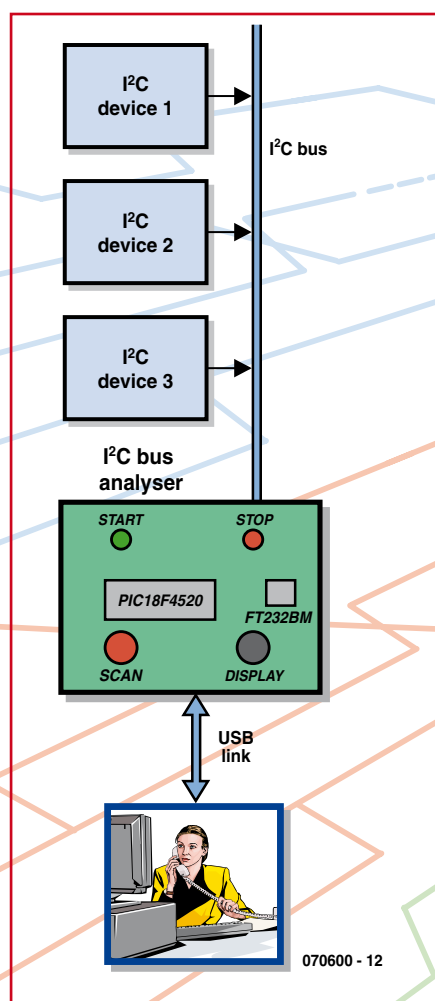 I²C
device 1
I²C bus
I²C
device 2
I²C
device 3
I²C bus
analyser
START STOP
PIC18F4520
FT232BM
SCAN DISPLAY
USB
link
070600 - 12